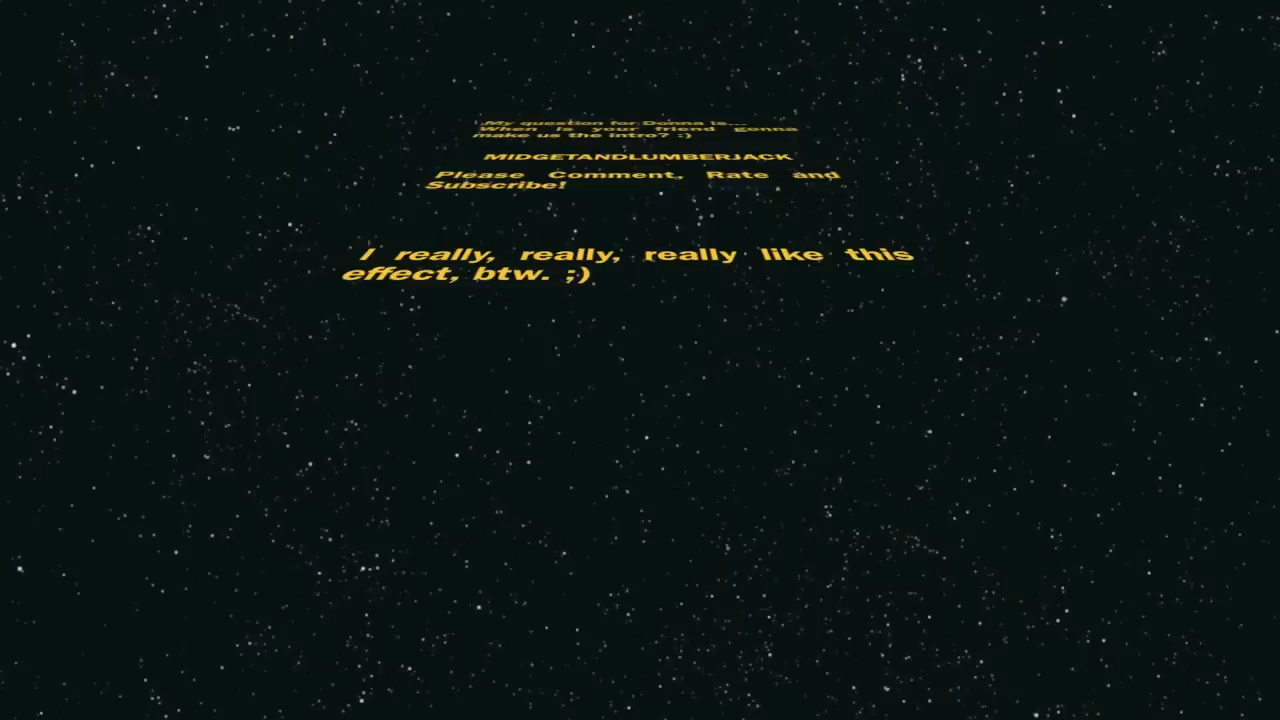 My question for Donna is...
When is your friend gonna
make us the intro? :)
MIDGETANDLUMBERJACK
Please Comment, Rate and
Subscribe!
I really, really, really like this
effect, btw. ;)